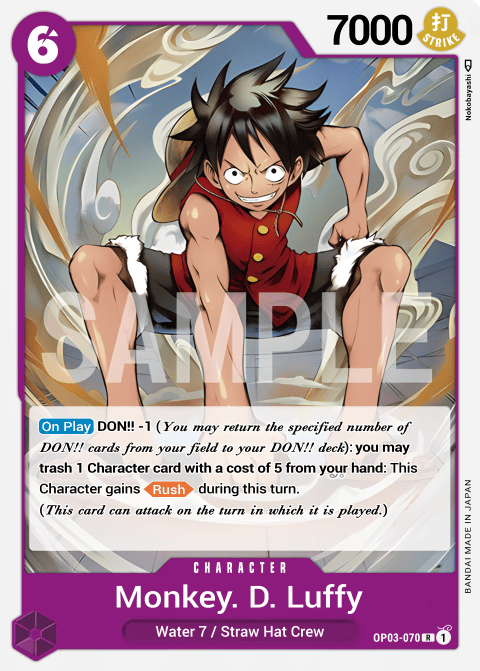 6
7000
打
STRIKE
Nokobayashi
SAMPLE
On Play DON!! -1 (You may return the specified number of
DON!! cards from your field to your DON!! deck): you may
trash 1 Character card with a cost of 5 from your hand: This
Character gains Rush during this turn.
(This card can attack on the turn in which it is played.)
BANDAI MADE IN JAPAN
CHARACTER
Monkey. D. Luffy
Water 7 / Straw Hat Crew
OP03-070 R 1